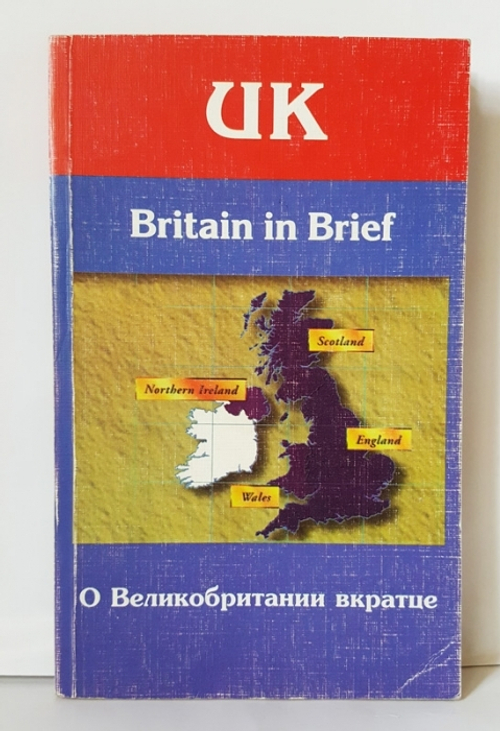 UK
Britain in Brief
Scotland
Northern Ireland
England
Wales
О Великобритании вкратце